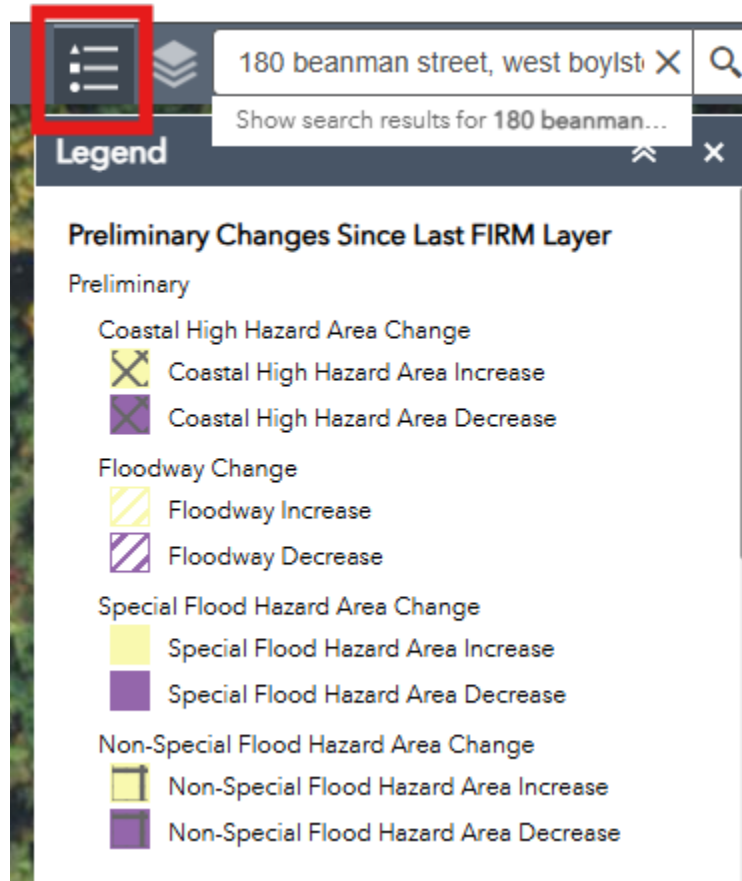 180 beanman street, west boylst
Show search results for 180 beanman...
Legend
Preliminary Changes Since Last FIRM Layer
Preliminary
Coastal High Hazard Area Change
Coastal High Hazard Area Increase
Coastal High Hazard Area Decrease
Floodway Change
Floodway Increase
Floodway Decrease
Special Flood Hazard Area Change
Special Flood Hazard Area Increase
Special Flood Hazard Area Decrease
Non-Special Flood Hazard Area Change
Non-Special Flood Hazard Area Increase
Non-Special Flood Hazard Area Decrease